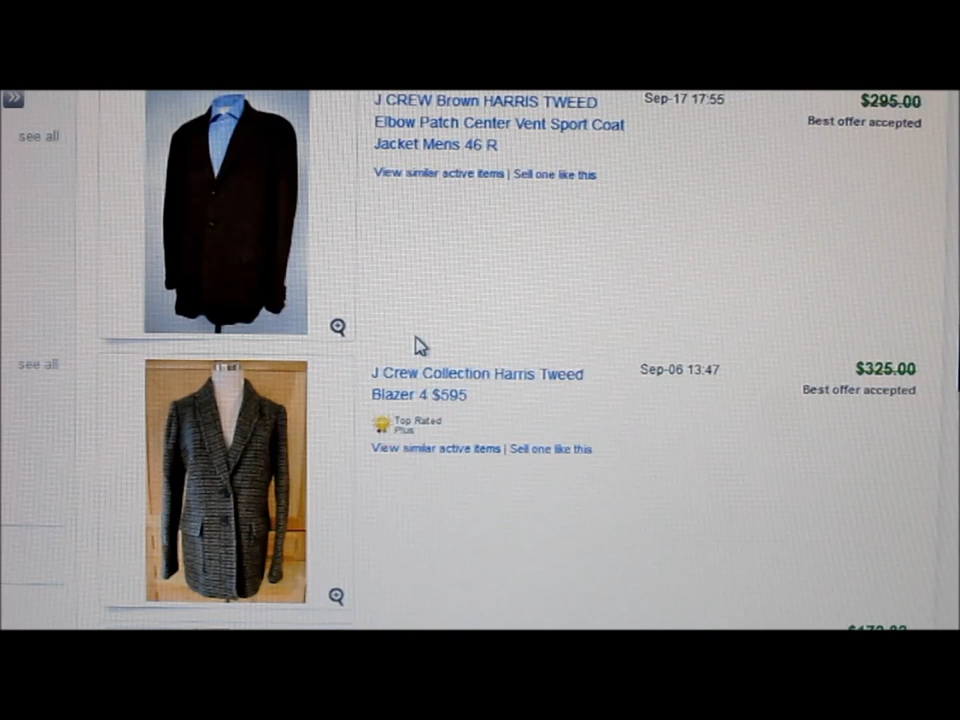 J CREW Brown HARRIS TWEED
Elbow Patch Center Vent Sport Coat
Jacket Mens 46 R
View similar active items | Sell one like this
Sep-17 17:55
$295.00
Best offer accepted
see all
see all
J Crew Collection Harris Tweed
Blazer 4 $595
Top Rated
Plus
View similar active items | Sell one like this
Sep-06 13:47
$325.00
Best offer accepted